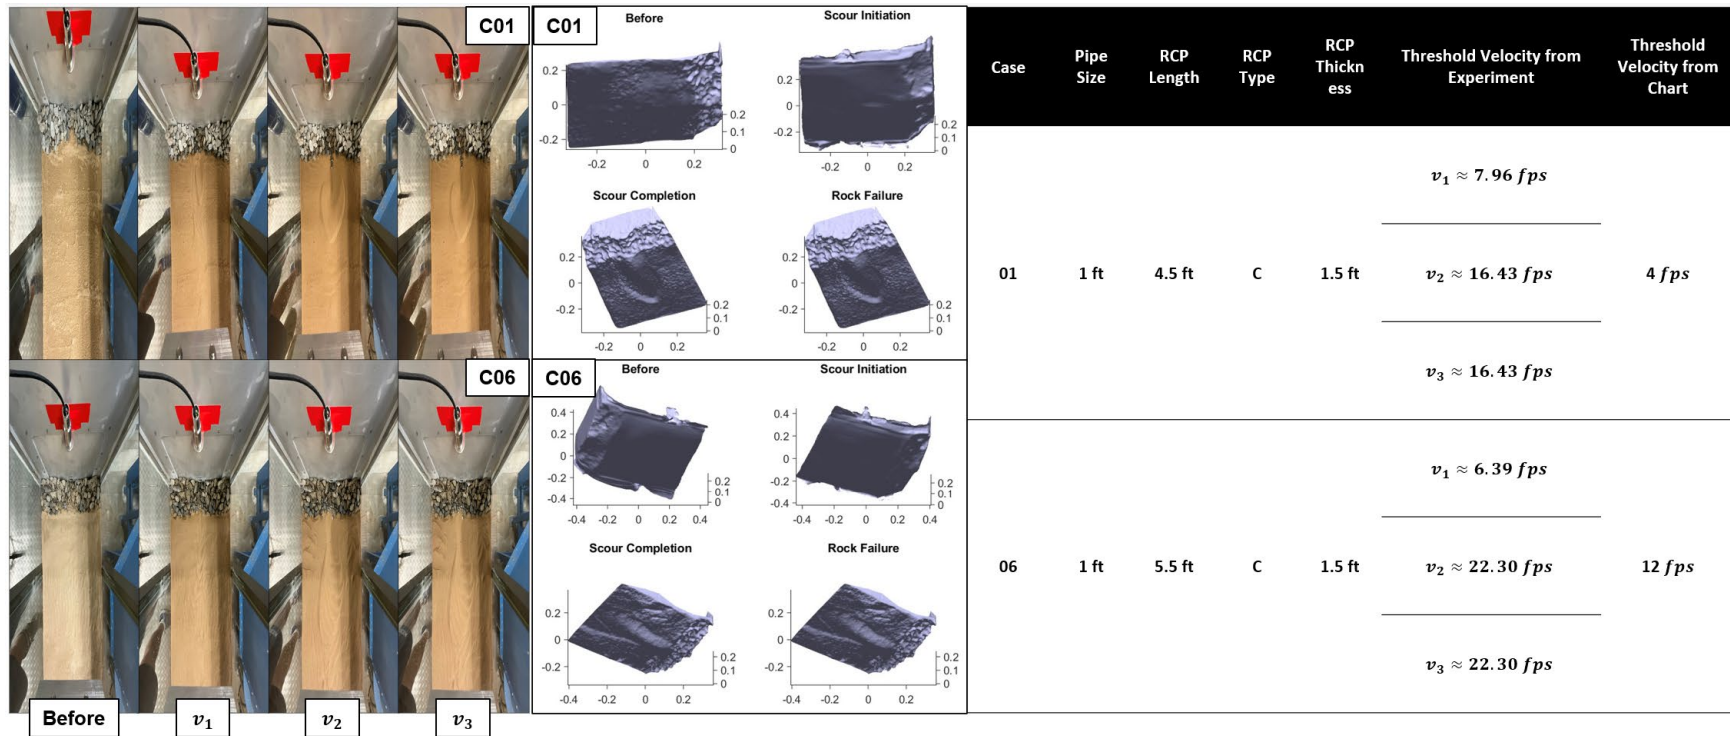 C01
C06
Before
v₁
v₂
v₃
C01
Before
0.2
0
-0.2
-0.2
0
0.2
0.2
0.1
0
Scour Initiation
0.2
0
-0.2
-0.2
0
0.2
0.2
0.1
0
Scour Completion
0.2
0
-0.2
-0.2
0
0.2
0.2
0.1
0
Rock Failure
0.2
0
-0.2
-0.2
0
0.2
0.2
0.1
0
C06
Before
0.4
0.2
0
-0.2
-0.4
-0.4
-0.2
0
0.2
0.4
0.2
0.1
0
Scour Initiation
0.4
0.2
0
-0.2
-0.4
-0.4
-0.2
0
0.2
0.4
0.2
0.1
0
Scour Completion
0.2
0
-0.2
-0.4
-0.2
0
0.2
0.2
0.1
0
Rock Failure
0.2
0
-0.2
-0.4
-0.2
0
0.2
0.2
0.1
0
Case
Pipe
Size
RCP
Length
RCP
Type
RCP
Thickn
ess
Threshold Velocity from
Experiment
Threshold
Velocity from
Chart
01
1 ft
4.5 ft
C
1.5 ft
v₁ ≈ 7.96 fps
v₂ ≈ 16.43 fps
v₃ ≈ 16.43 fps
4 fps
06
1 ft
5.5 ft
C
1.5 ft
v₁ ≈ 6.39 fps
v₂ ≈ 22.30 fps
v₃ ≈ 22.30 fps
12 fps